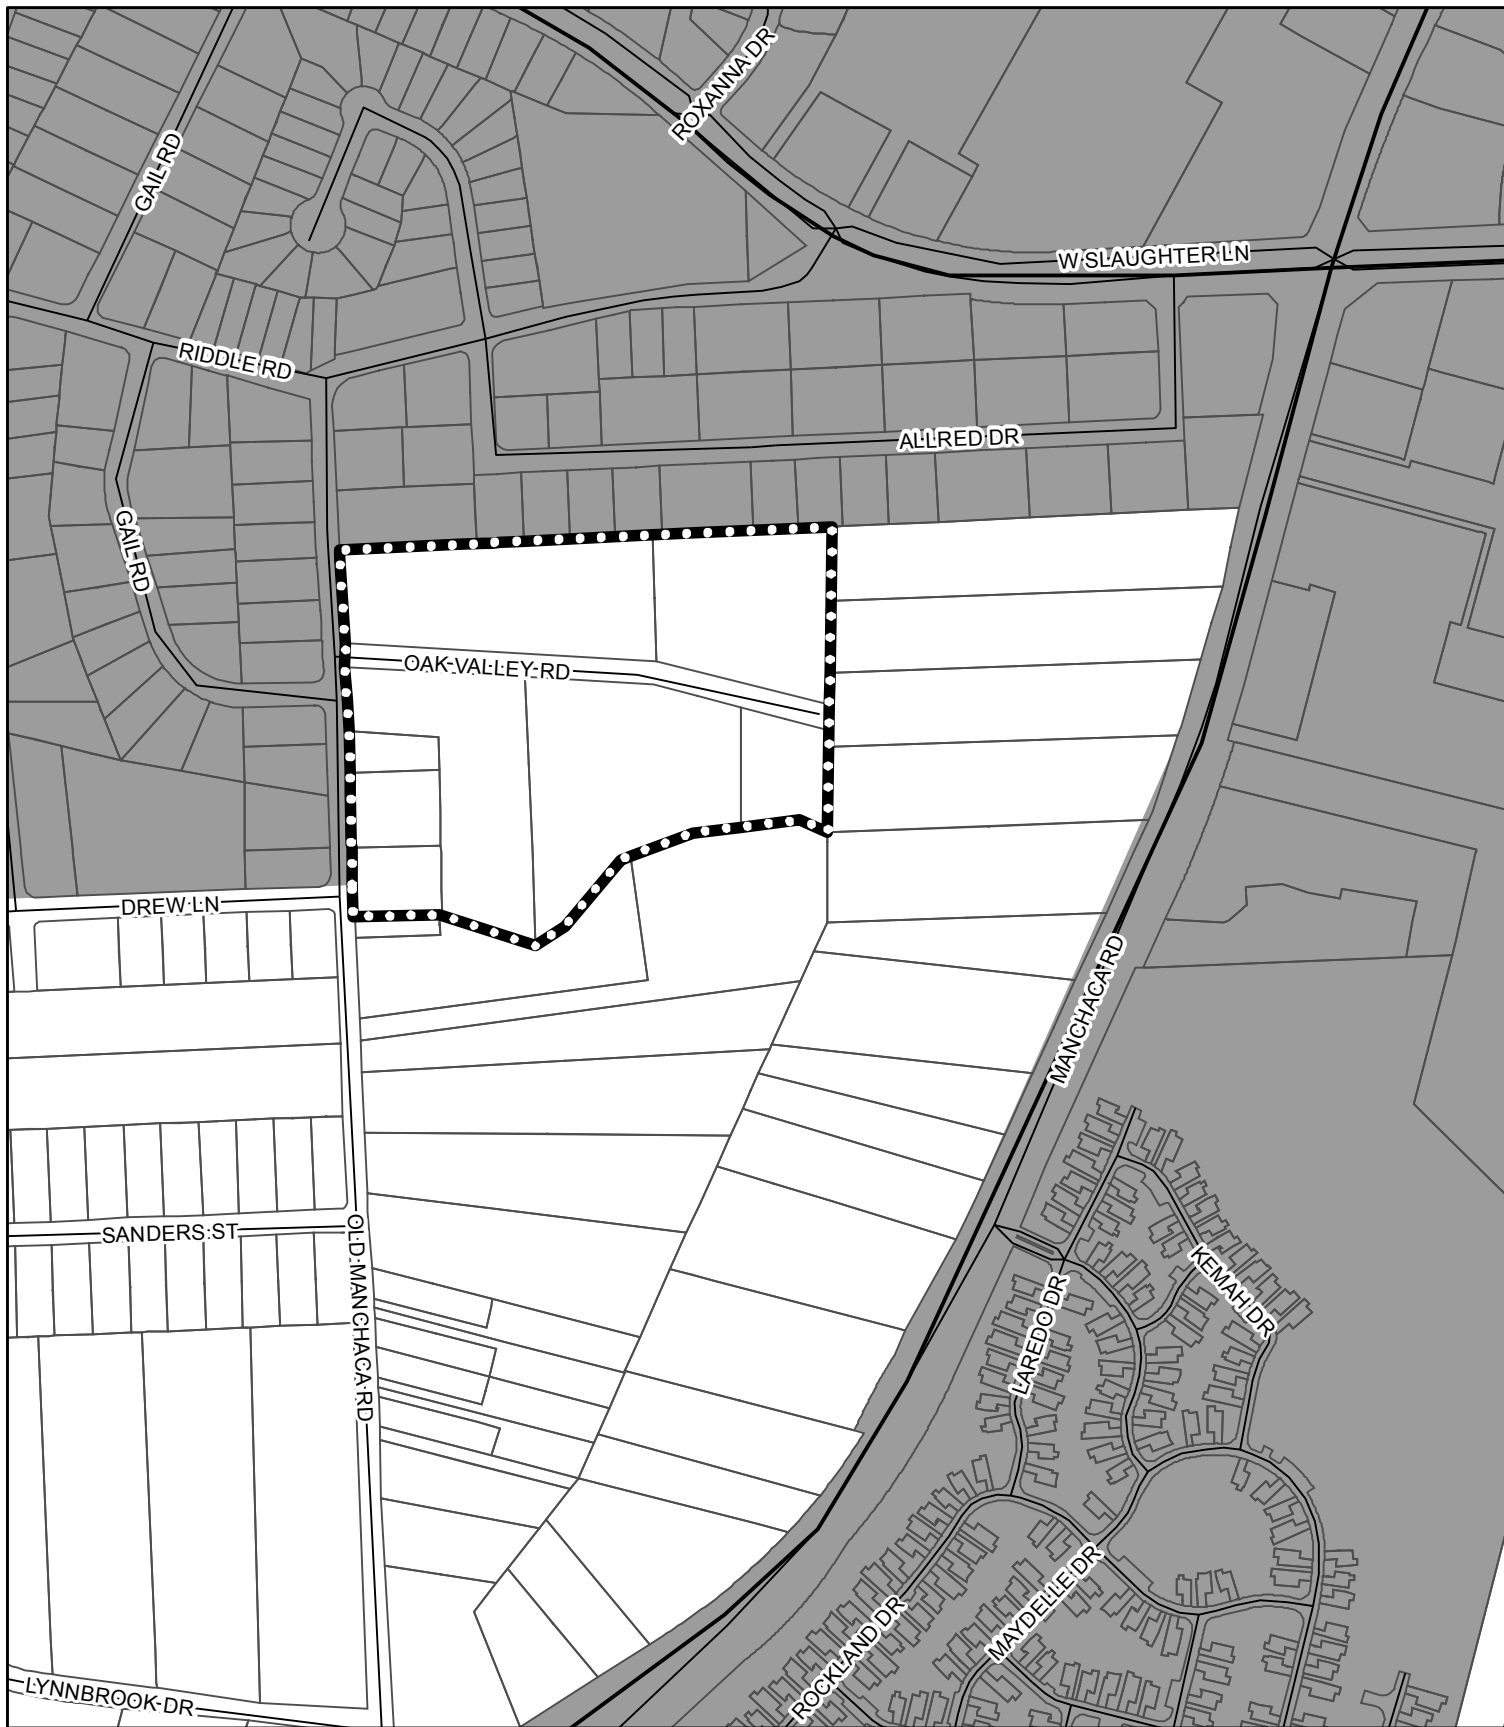 ROXANNA DR
GAIL RD
W SLAUGHTER LN
RIDDLE RD
ALLRED DR
GAIL RD
OAK VALLEY RD
DREW LN
MANCHACA RD
SANDERS ST
OLD MANCHACA RD
KEMAH DR
LAREDO DR
MAYDELLE DR
ROCKLAND DR
LYNNBROOK DR